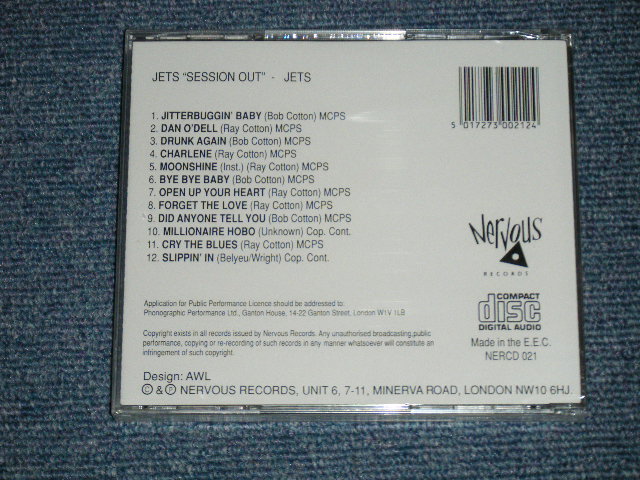 JETS "SESSION OUT" - JETS
5 017273 002124
1. JITTERBUGGIN' BABY (Bob Cotton) MCPS
2. DAN O'DELL (Ray Cotton) MCPS
3. DRUNK AGAIN (Bob Cotton) MCPS
4. CHARLENE (Ray Cotton) MCPS
5. MOONSHINE (Inst.) (Ray Cotton) MCPS
6. BYE BYE BABY (Bob Cotton) MCPS
7. OPEN UP YOUR HEART (Ray Cotton) MCPS
8. FORGET THE LOVE (Ray Cotton) MCPS
9. DID ANYONE TELL YOU (Bob Cotton) MCPS
10. MILLIONAIRE HOBO (Unknown) Cop. Cont.
11. CRY THE BLUES (Ray Cotton) MCPS
12. SLIPPIN' IN (Belyeu/Wright) Cop. Cont.
Nervous
RECORDS
Application for Public Performance Licence should be addressed to:
Phonographic Performance Ltd., Ganton House, 14-22 Ganton Street, London W1V 1LB
COMPACT
disc
DIGITAL AUDIO
Copyright exists in all records issued by Nervous Records. Any unauthorised broadcasting,public
performance, copying or re-recording of such records in any manner whatsoever will constitute an
infringement of such copyright.
Made in the E.E.C.
NERCD 021
Design: AWL
© & ℗ NERVOUS RECORDS, UNIT 6, 7-11, MINERVA ROAD, LONDON NW10 6HJ.